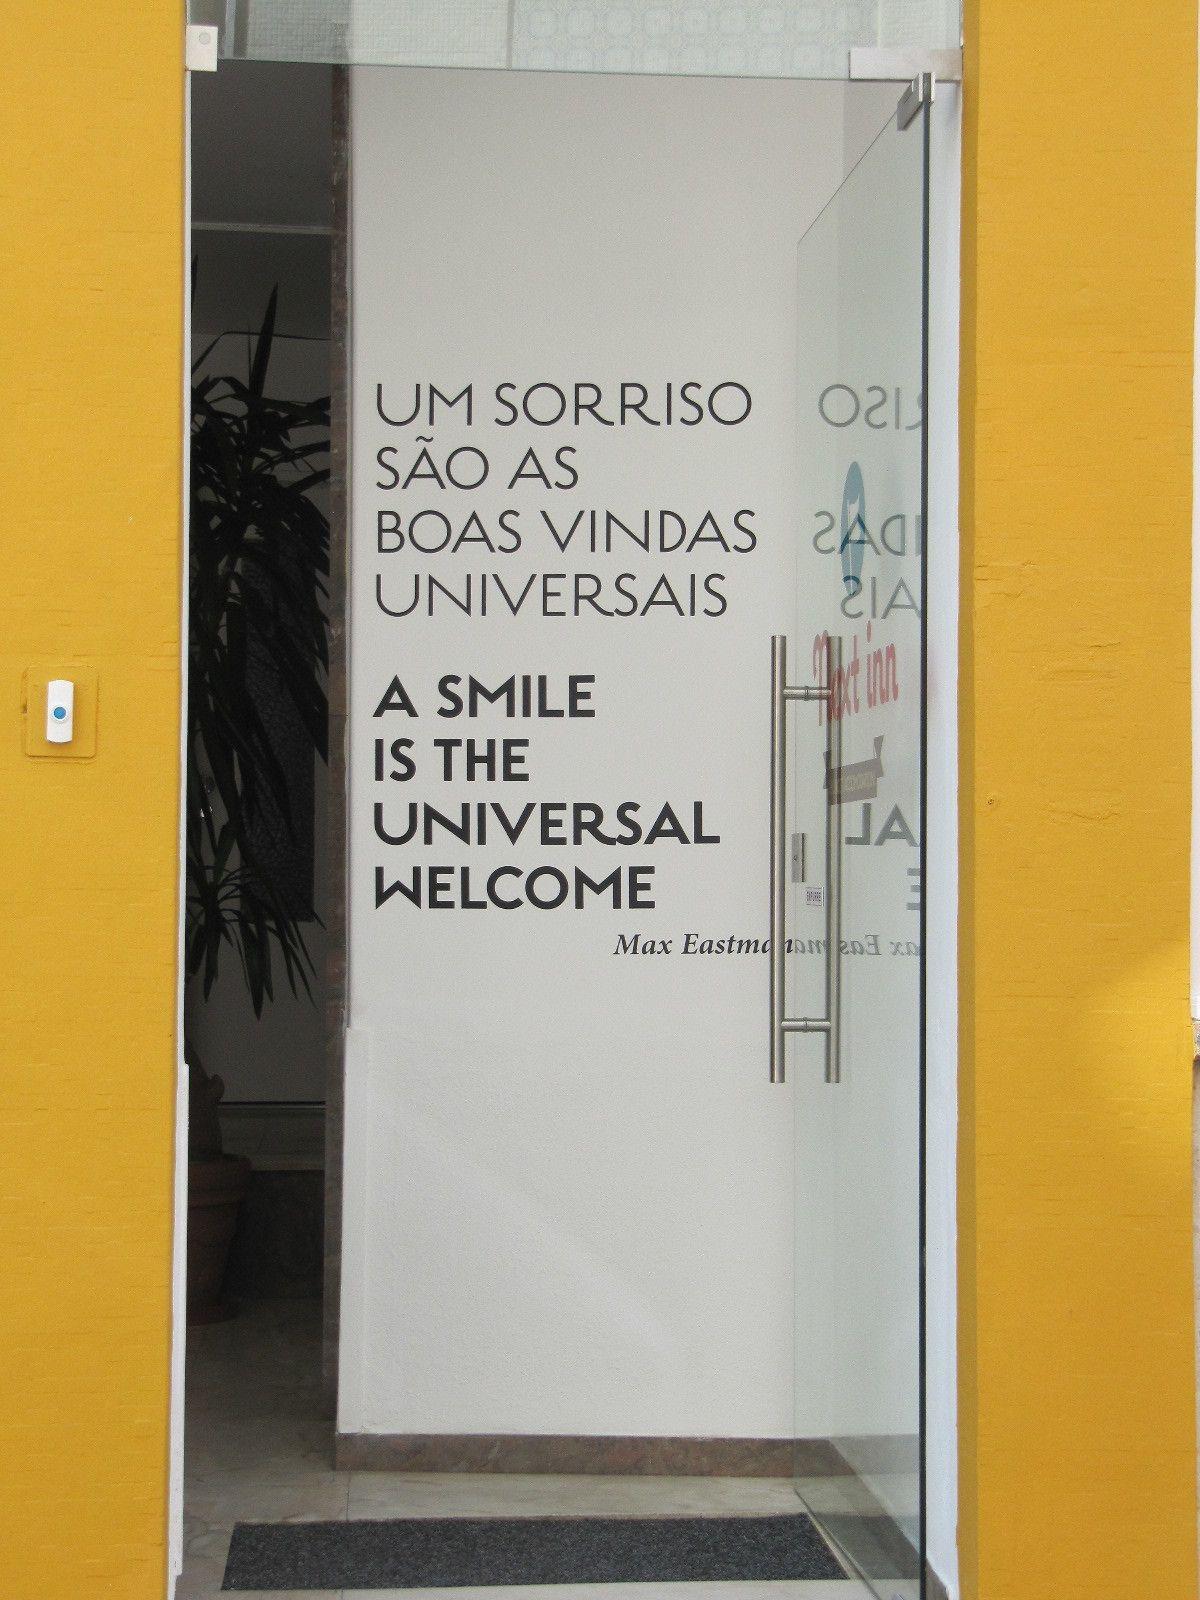 UM SORRISO
SÃO AS
BOAS VINDAS
UNIVERSAIS
A SMILE
IS THE
UNIVERSAL
WELCOME
Max Eastman
Next inn